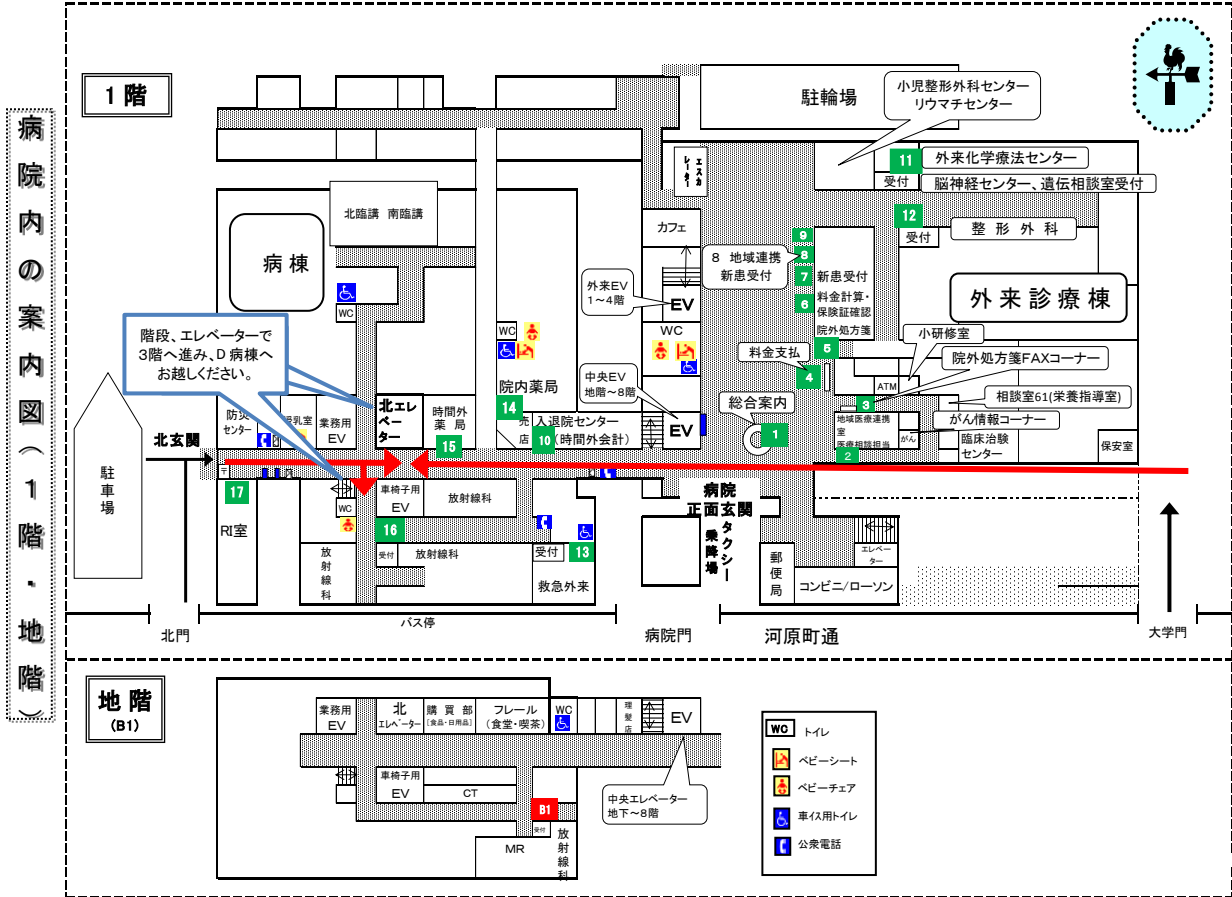 病院内の案内図(1階・地階)
1階
駐輪場
小児整形外科センター
リウマチセンター
エスカレーター
11
外来化学療法センター
受付
脳神経センター、遺伝相談室受付
12
受付
整形外科
北臨講 南臨講
病棟
カフェ
9
8
8 地域連携
新患受付
7
新患受付
外来EV
1~4階
EV
6
料金計算・
保険証確認
院外処方箋
外来診療棟
WC
階段、エレベーターで
3階へ進み、D病棟へ
お越しください。
WC
WC
5
小研修室
院外処方箋FAXコーナー
料金支払
4
ATM
院内薬局
中央EV
地階~8階
3
相談室61(栄養指導室)
14
総合案内
1
地域医療連携
室
医療相談担当
がん
がん情報コーナー
2
臨床治験
センター
保安室
駐車場
北玄関
防災
センター
業務用
EV
北エレベーター
時間外
薬局
15
売店
10
入退院センター
(時間外会計)
EV
〒
17
RI室
WC
車椅子用
EV
放射線科
16
病院
正面玄関
タクシー
乗降場
放射線科
受付
放射線科
受付
13
救急外来
郵便局
エレベーター
コンビニ/ローソン
北門
バス停
病院門
河原町通
大学門
地階
(B1)
業務用
EV
北
エレベーター
購買部
[食品・日用品]
フレール
(食堂・喫茶)
WC
理髪店
EV
車椅子用
EV
CT
B1
受付
放射線科
MR
中央エレベーター
地下~8階
WC トイレ
ベビーシート
ベビーチェア
車イス用トイレ
公衆電話